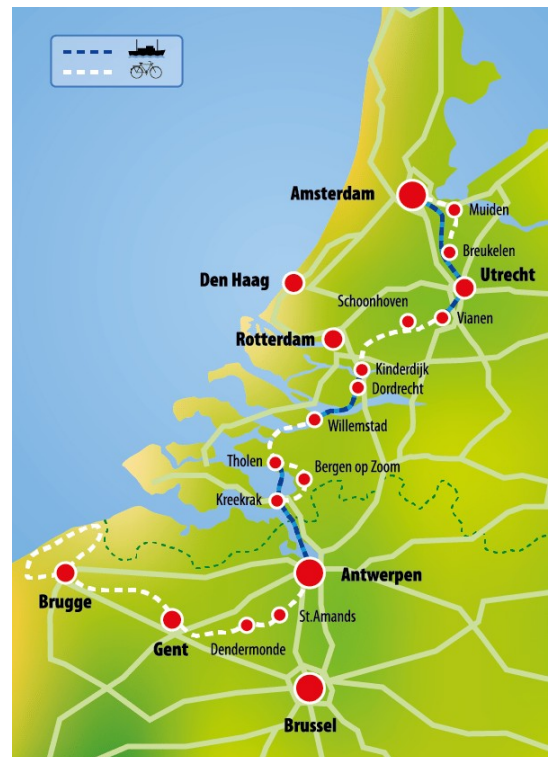 Amsterdam
Muiden
Breukelen
Utrecht
Den Haag
Schoonhoven
Vianen
Rotterdam
Kinderdijk
Dordrecht
Willemstad
Tholen
Bergen op Zoom
Kreekrak
Antwerpen
Brugge
St.Amands
Gent
Dendermonde
Brussel